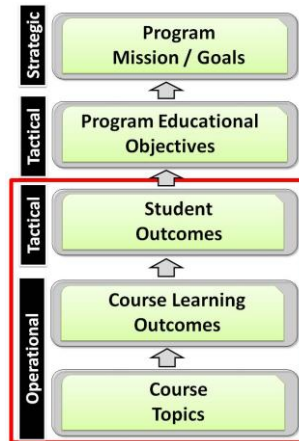 Strategic
Program
Mission / Goals
Tactical
Program Educational
Objectives
Tactical
Student
Outcomes
Operational
Course Learning
Outcomes
Course
Topics